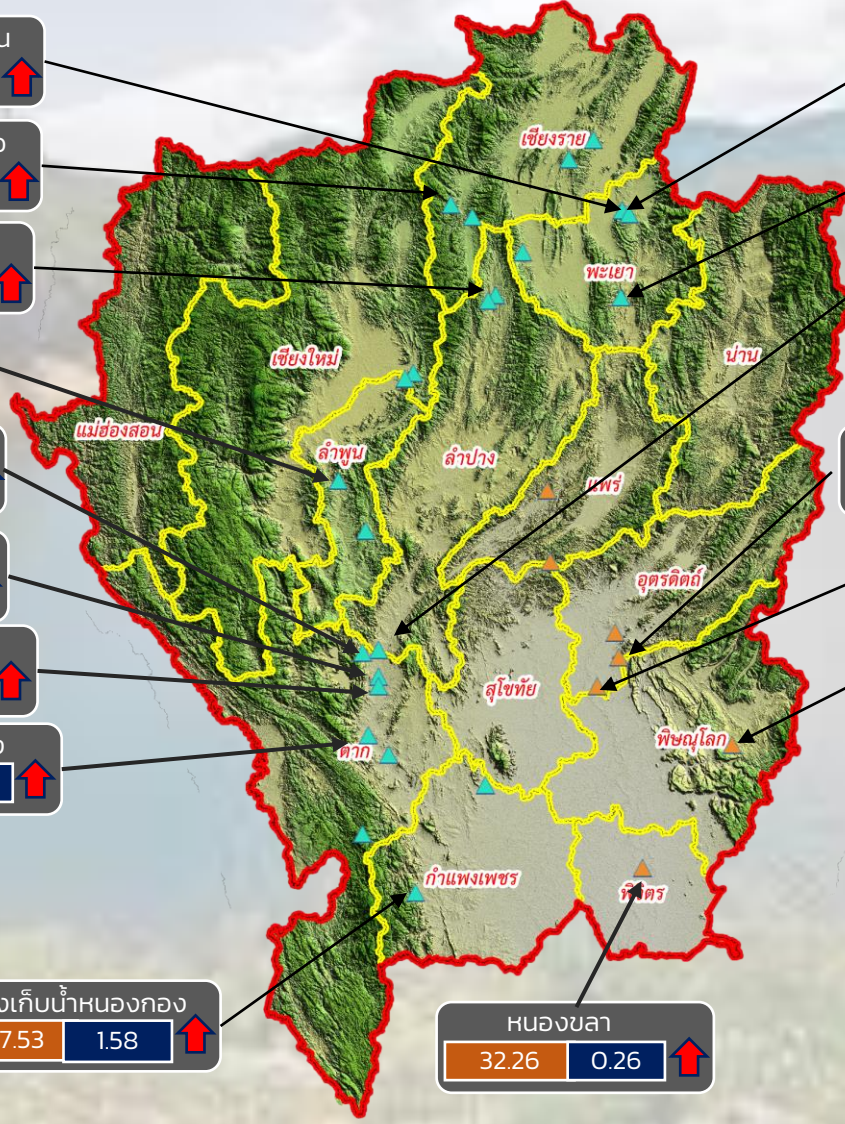 เชียงราย
พะเยา
น่าน
เชียงใหม่
แม่ฮ่องสอน
ลำพูน
ลำปาง
แพร่
อุตรดิตถ์
สุโขทัย
ตาก
พิษณุโลก
กำแพงเพชร
พิจิตร
งเก็บน้ำหนองกอง
7.53 1.58
หนองขลา
32.26 0.26